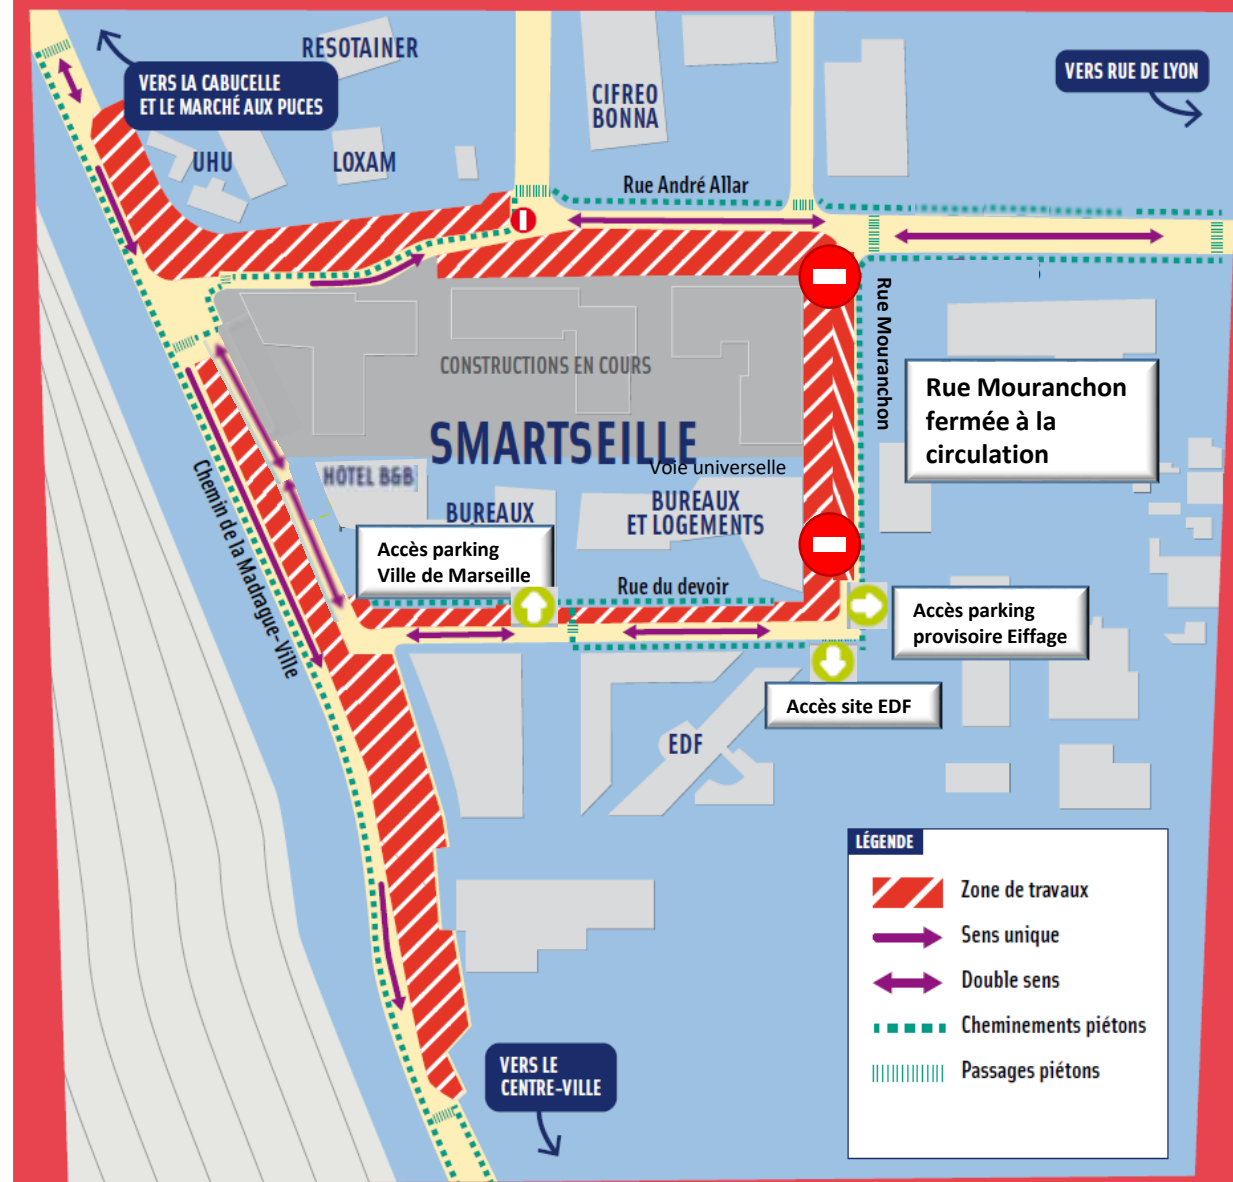 RESOTAINER
VERS LA CABUCELLE
ET LE MARCHÉ AUX PUCES
CIFREO
BONNA
VERS RUE DE LYON
UHU
LOXAM
Rue André Allar
Rue Mouranchon
CONSTRUCTIONS EN COURS
Rue Mouranchon
fermée à la
circulation
SMARTSEILLE
Voie universelle
HÔTEL B&B
BUREAUX
BUREAUX
ET LOGEMENTS
Chemin de la Madrague-Ville
Accès parking
Ville de Marseille
Rue du devoir
Accès parking
provisoire Eiffage
Accès site EDF
EDF
LÉGENDE
Zone de travaux
Sens unique
Double sens
Cheminements piétons
Passages piétons
VERS LE
CENTRE-VILLE